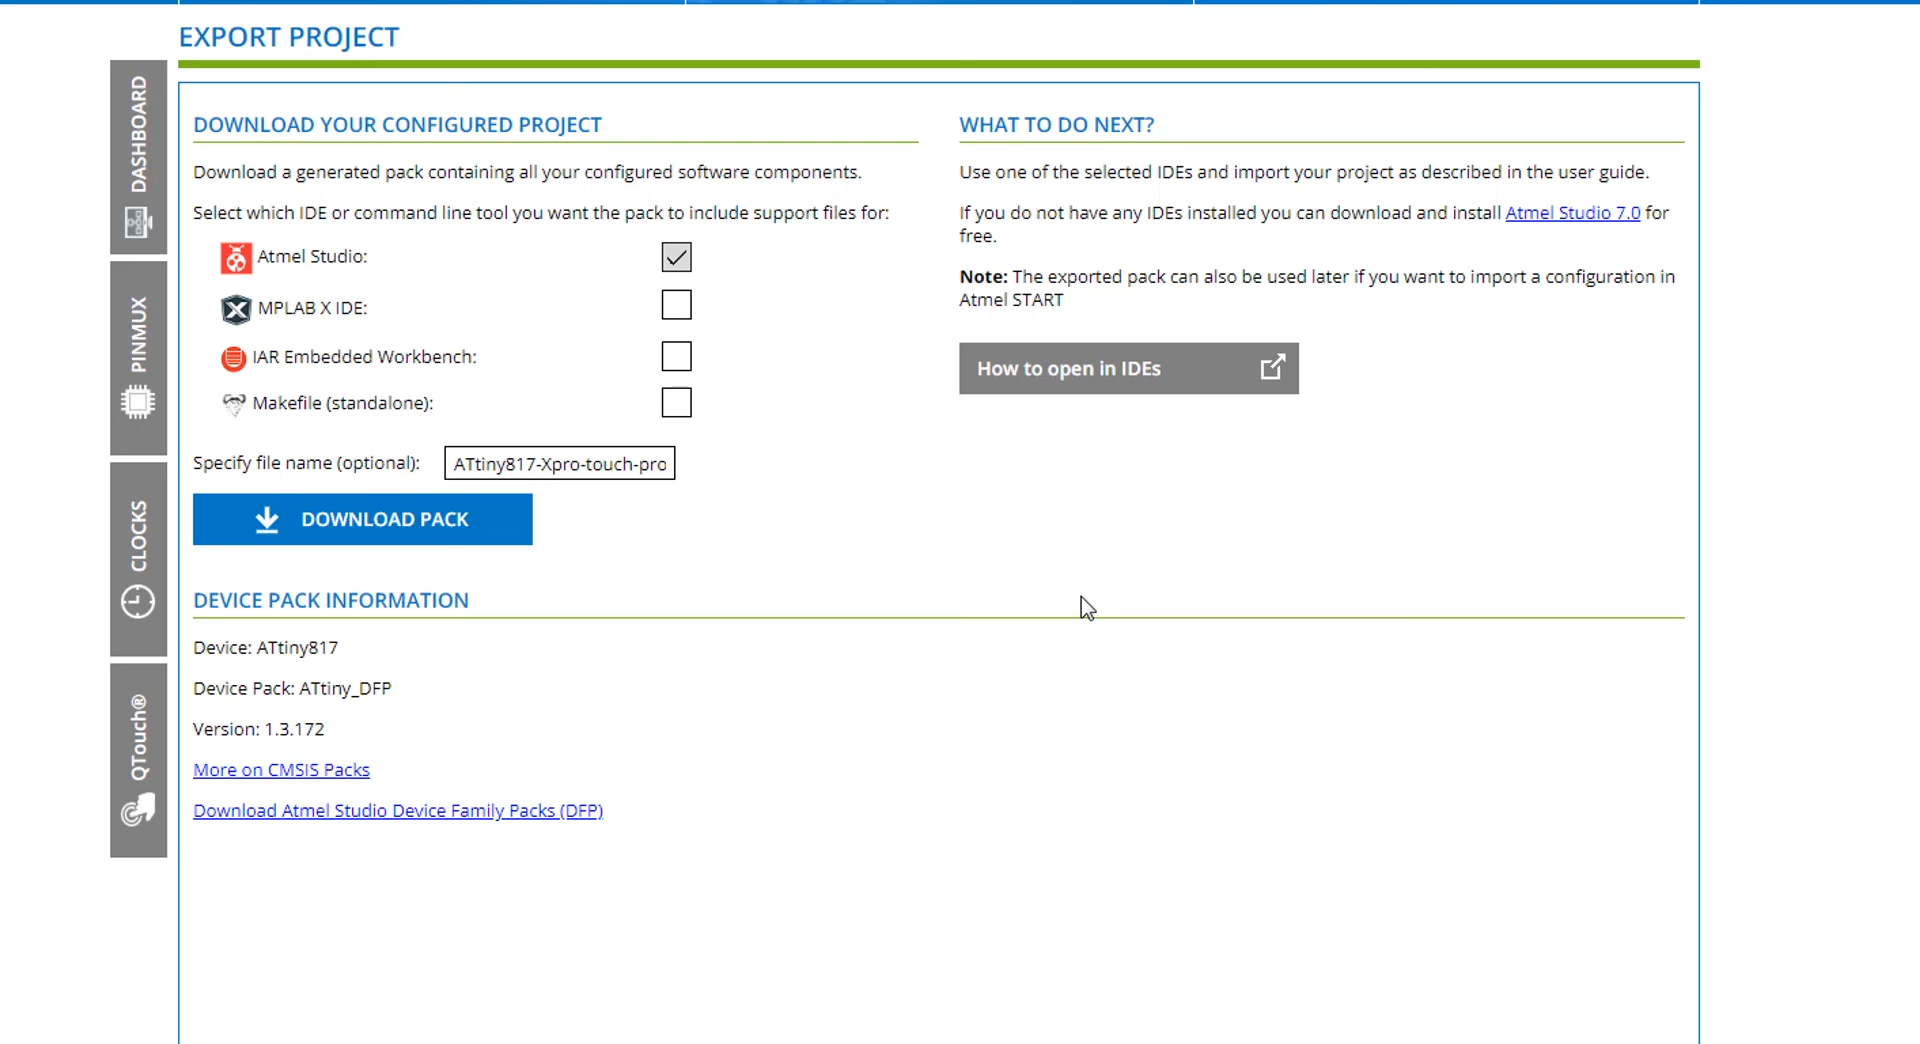 EXPORT PROJECT
DASHBOARD
PINMUX
CLOCKS
QTouch®
DOWNLOAD YOUR CONFIGURED PROJECT
Download a generated pack containing all your configured software components.
Select which IDE or command line tool you want the pack to include support files for:
Atmel Studio:
MPLAB X IDE:
IAR Embedded Workbench:
Makefile (standalone):
Specify file name (optional): ATtiny817-Xpro-touch-pro
DOWNLOAD PACK
WHAT TO DO NEXT?
Use one of the selected IDEs and import your project as described in the user guide.
If you do not have any IDEs installed you can download and install Atmel Studio 7.0 for
free.
Note: The exported pack can also be used later if you want to import a configuration in
Atmel START
How to open in IDEs
DEVICE PACK INFORMATION
Device: ATtiny817
Device Pack: ATtiny_DFP
Version: 1.3.172
More on CMSIS Packs
Download Atmel Studio Device Family Packs (DFP)